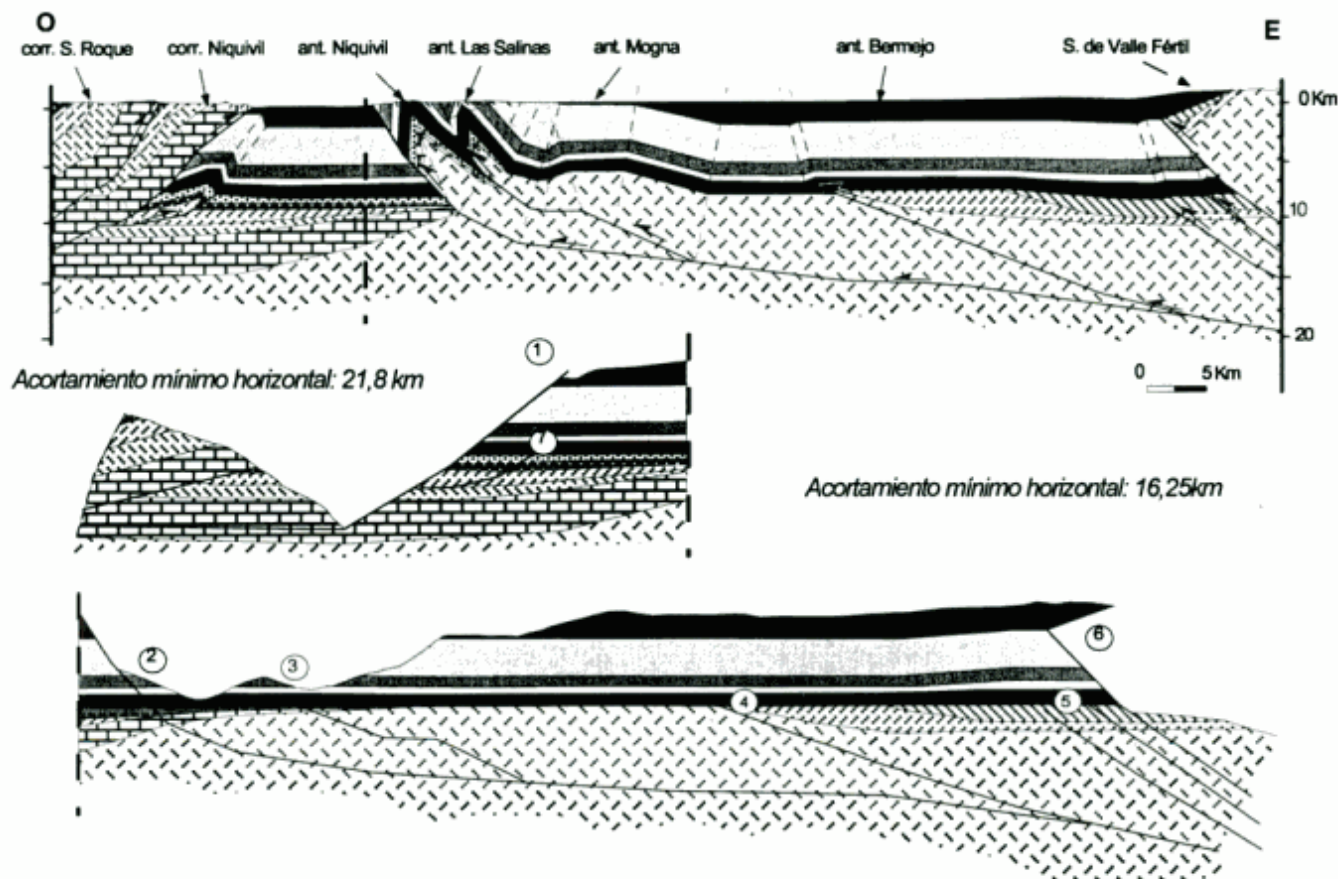 O
E
corr. S. Roque
corr. Niquivil
ant. Niquivil
ant. Las Salinas
ant. Mogna
ant. Bermejo
S. de Valle Fértil
0 Km
10
20
0 5 Km
1
Acortamiento mínimo horizontal: 21,8 km
7
Acortamiento mínimo horizontal: 16,25km
2
3
4
5
6